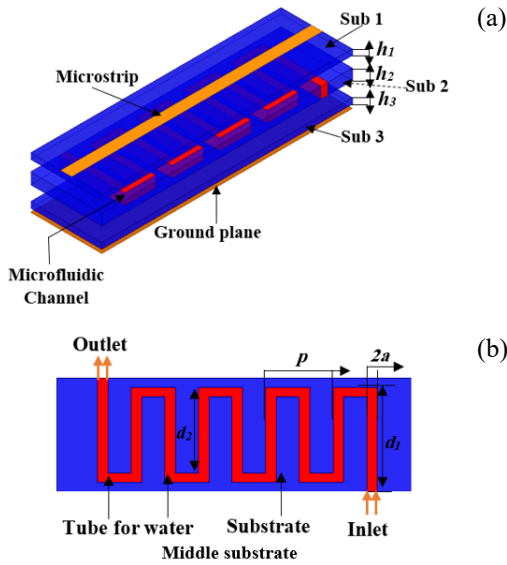 (a)
Sub 1
Microstrip
h1
h2
h3
Sub 2
Sub 3
Ground plane
Microfluidic
Channel
(b)
Outlet
p
2a
d2
d1
Tube for water
Substrate
Inlet
Middle substrate